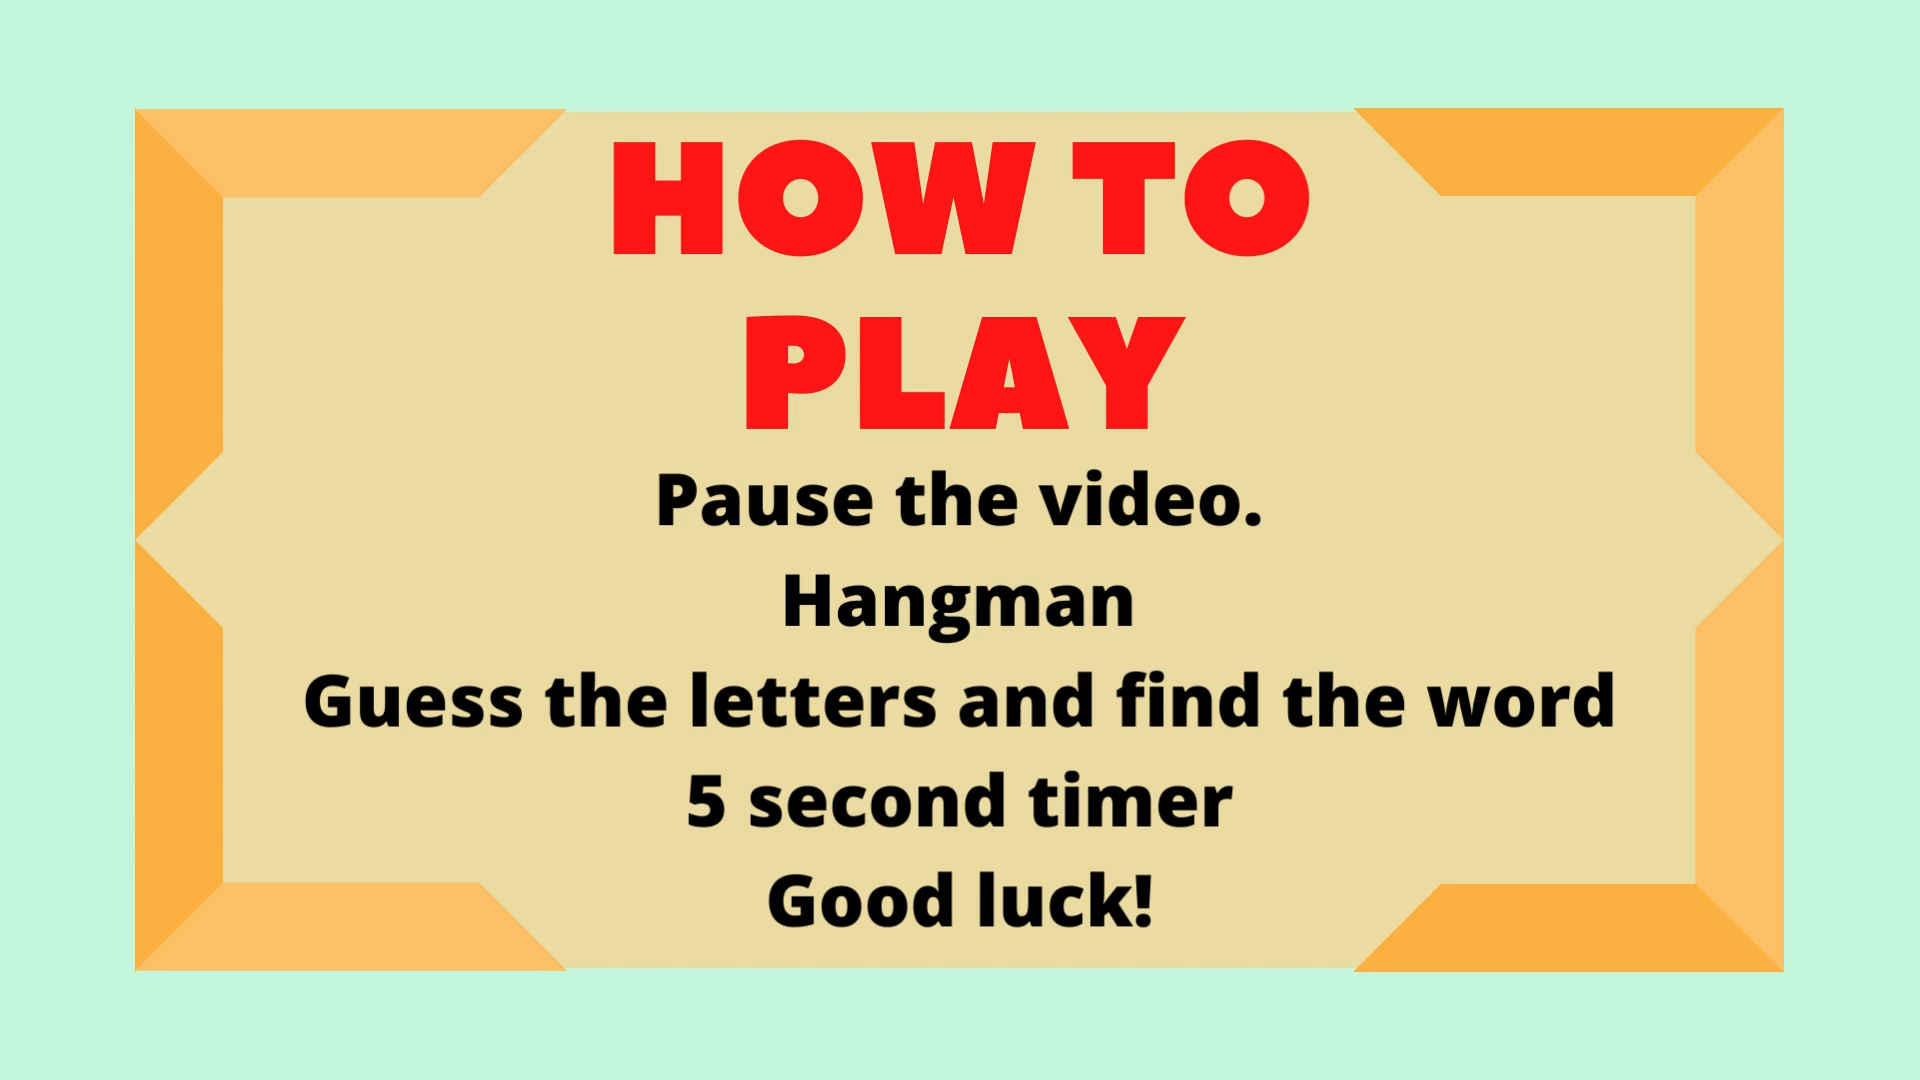 HOW TO
PLAY
Pause the video.
Hangman
Guess the letters and find the word
5 second timer
Good luck!